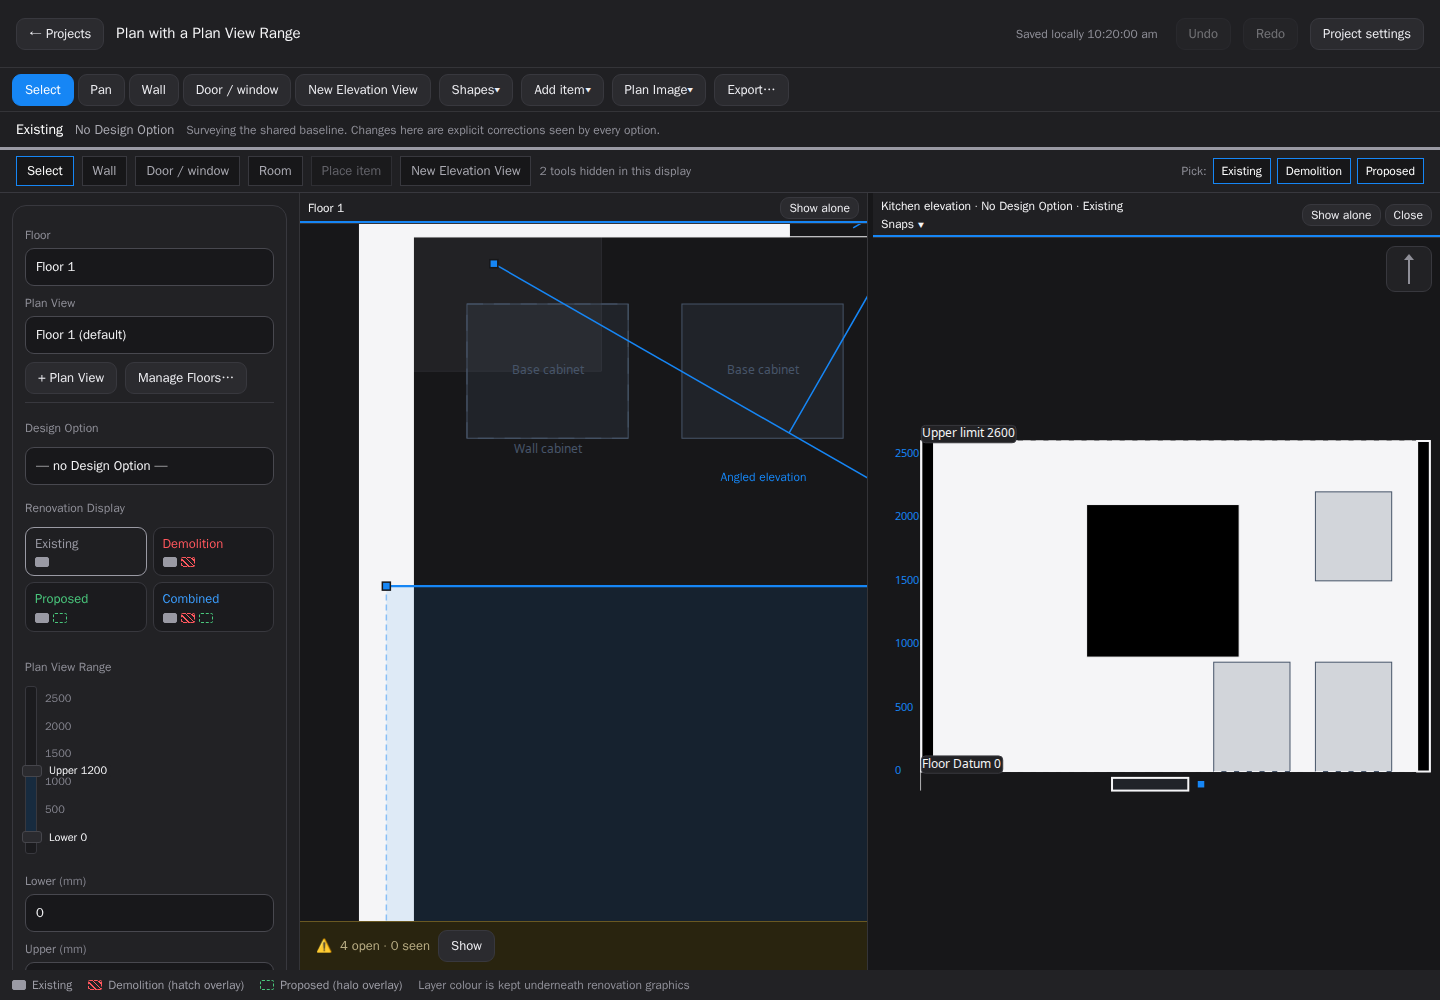 ← Projects
Plan with a Plan View Range
Saved locally 10:20:00 am
Undo
Redo
Project settings
Select
Pan
Wall
Door / window
New Elevation View
Shapes▾
Add item▾
Plan Image▾
Export⋯
Existing No Design Option Surveying the shared baseline. Changes here are explicit corrections seen by every option.
Select
Wall
Door / window
Room
Place item
New Elevation View
2 tools hidden in this display
Pick:
Existing
Demolition
Proposed
Floor
Floor 1
Plan View
Floor 1 (default)
+ Plan View
Manage Floors⋯
Design Option
— no Design Option —
Renovation Display
Existing
Demolition
Proposed
Combined
Plan View Range
2500
2000
1500
Upper 1200
1000
500
Lower 0
Lower (mm)
0
Upper (mm)
Floor 1
Show alone
Base cabinet
Base cabinet
Wall cabinet
Angled elevation
4 open · 0 seen
Show
Kitchen elevation · No Design Option · Existing
Snaps ▾
Show alone
Close
Upper limit 2600
2500
2000
1500
1000
500
0
Floor Datum 0
Existing
Demolition (hatch overlay)
Proposed (halo overlay)
Layer colour is kept underneath renovation graphics